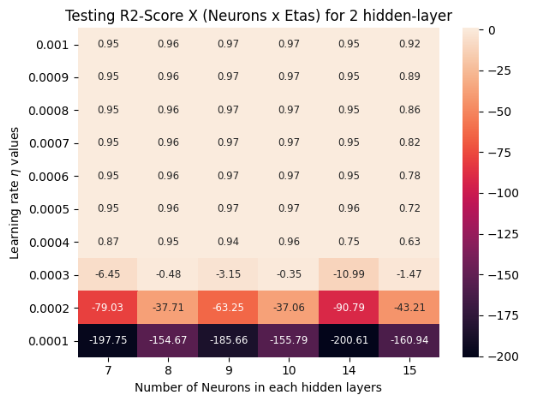 Testing R2-Score X (Neurons x Etas) for 2 hidden-layer
Learning rate η values
0.001 0.95 0.96 0.97 0.97 0.95 0.92
0.0009 0.95 0.96 0.97 0.97 0.95 0.89
0.0008 0.95 0.96 0.97 0.97 0.95 0.86
0.0007 0.95 0.96 0.97 0.97 0.95 0.82
0.0006 0.95 0.96 0.97 0.97 0.95 0.78
0.0005 0.95 0.96 0.97 0.97 0.96 0.72
0.0004 0.87 0.95 0.94 0.96 0.75 0.63
0.0003 -6.45 -0.48 -3.15 -0.35 -10.99 -1.47
0.0002 -79.03 -37.71 -63.25 -37.06 -90.79 -43.21
0.0001 -197.75 -154.67 -185.66 -155.79 -200.61 -160.94
7 8 9 10 14 15
Number of Neurons in each hidden layers
0
−25
−50
−75
−100
−125
−150
−175
−200